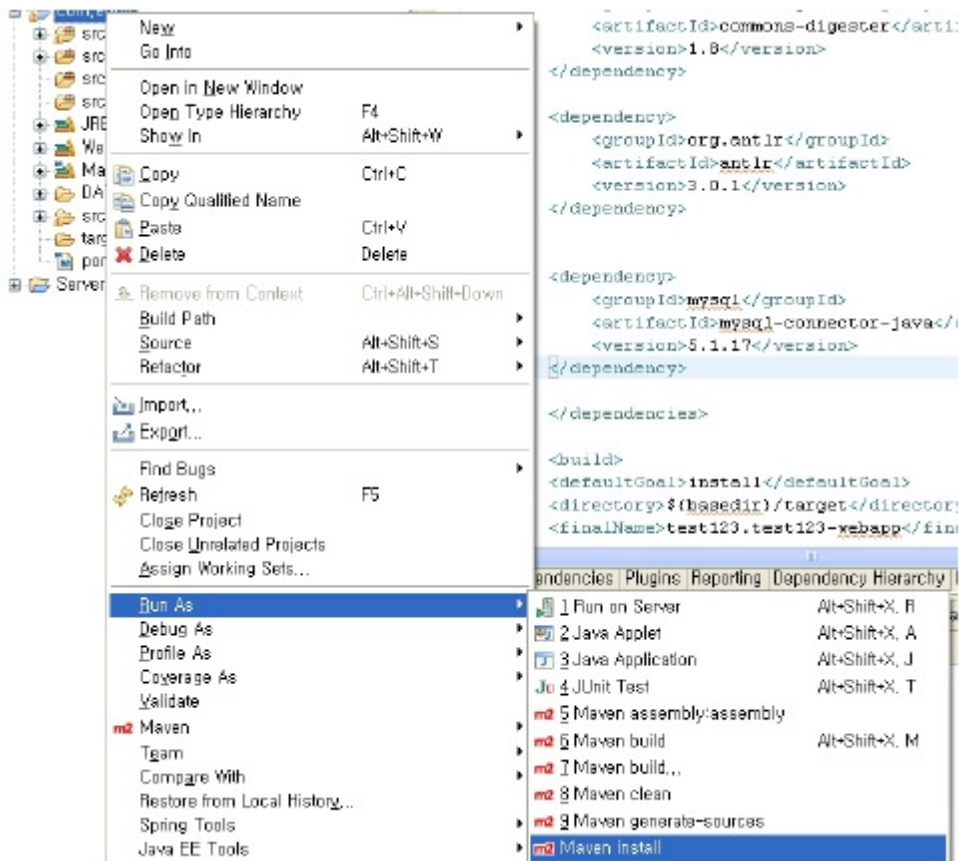 src
src
src
src
JRE
We
Ma
DA
src
targ
Server
New
Go Into
Open in New Window
Open Type Hierarchy F4
Show In Alt+Shift+W
Copy Ctrl+C
Copy Qualified Name
Paste Ctrl+V
Delete Delete
Remove from Context Ctrl+Alt+Shift+Down
Build Path
Source Alt+Shift+S
Refactor Alt+Shift+T
Import...
Export...
Find Bugs
Refresh F5
Close Project
Close Unrelated Projects
Assign Working Sets...
Run As
Debug As
Profile As
Coverage As
Validate
m2 Maven
Team
Compare With
Restore from Local History...
Spring Tools
Java EE Tools
<artifactId>commons-digester</arti
<version>1.8</version>
</dependency>
<dependency>
<groupId>org.antlr</groupId>
<artifactId>antlr</artifactId>
<version>3.0.1</version>
</dependency>
<dependency>
<groupId>mysql</groupId>
<artifactId>mysql-connector-java</
<version>5.1.17</version>
</dependency>
</dependencies>
<build>
<defaultGoal>install</defaultGoal>
<directory>${basedir}/target</directory
<finalName>test123.test123-webapp</fin
endencies Plugins Reporting Dependency Hierarchy
1 Run on Server Alt+Shift+X, R
2 Java Applet Alt+Shift+X, A
3 Java Application Alt+Shift+X, J
Ju 4 JUnit Test Alt+Shift+X, T
m2 5 Maven assembly:assembly
m2 6 Maven build Alt+Shift+X, M
m2 7 Maven build...
m2 8 Maven clean
m2 9 Maven generate-sources
m2 Maven install